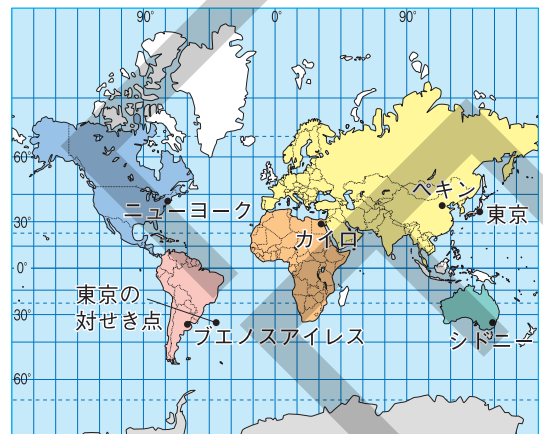 90° 0° 90°
60°
ペキン
ニューヨーク
東京
30°
カイロ
0°
東京の
対せき点
30°
ブエノスアイレス
シドニー
60°